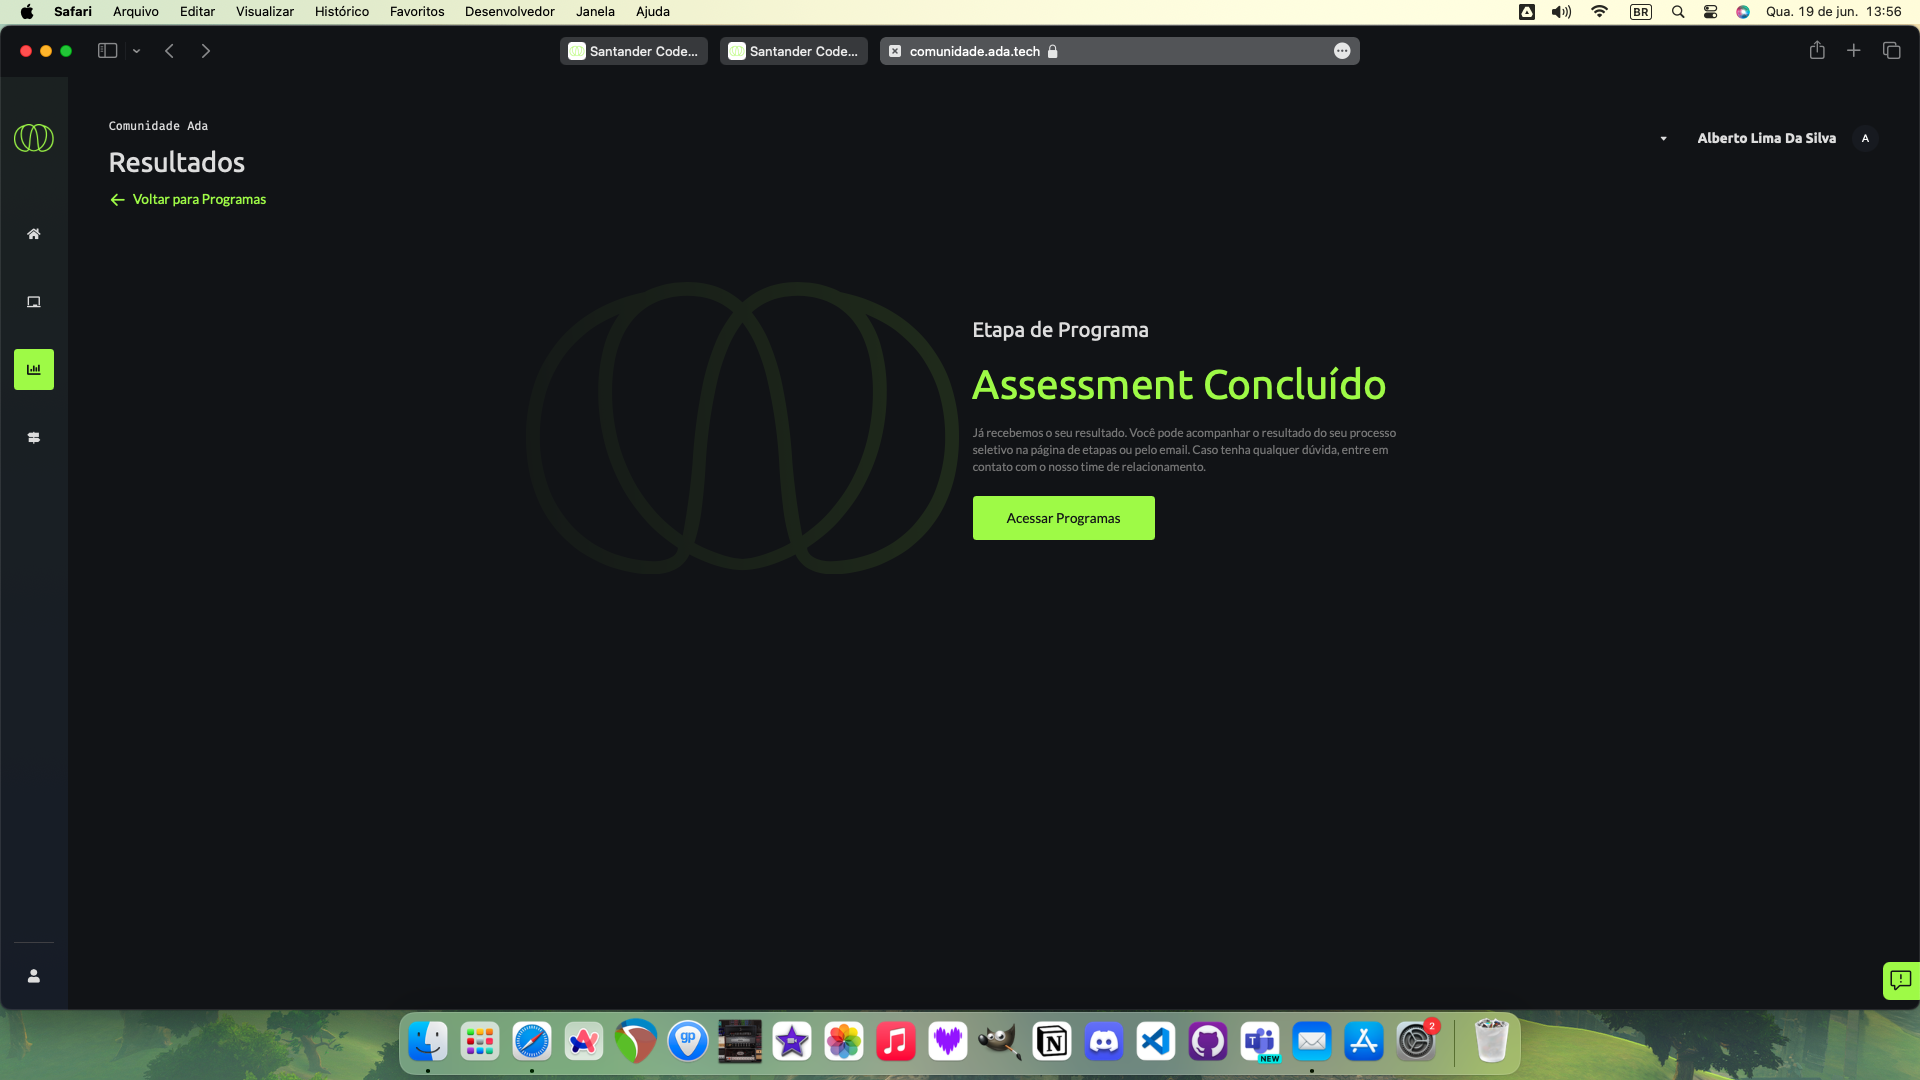 Safari Arquivo Editar Visualizar Histórico Favoritos Desenvolvedor Janela Ajuda BR Qua. 19 de jun. 13:56
Santander Code... Santander Code... comunidade.ada.tech
Comunidade Ada
Resultados
Voltar para Programas
Alberto Lima Da Silva A
Etapa de Programa
Assessment Concluído
Já recebemos o seu resultado. Você pode acompanhar o resultado do seu processo
seletivo na página de etapas ou pelo email. Caso tenha qualquer dúvida, entre em
contato com o nosso time de relacionamento.
Acessar Programas
gp
NEW
2